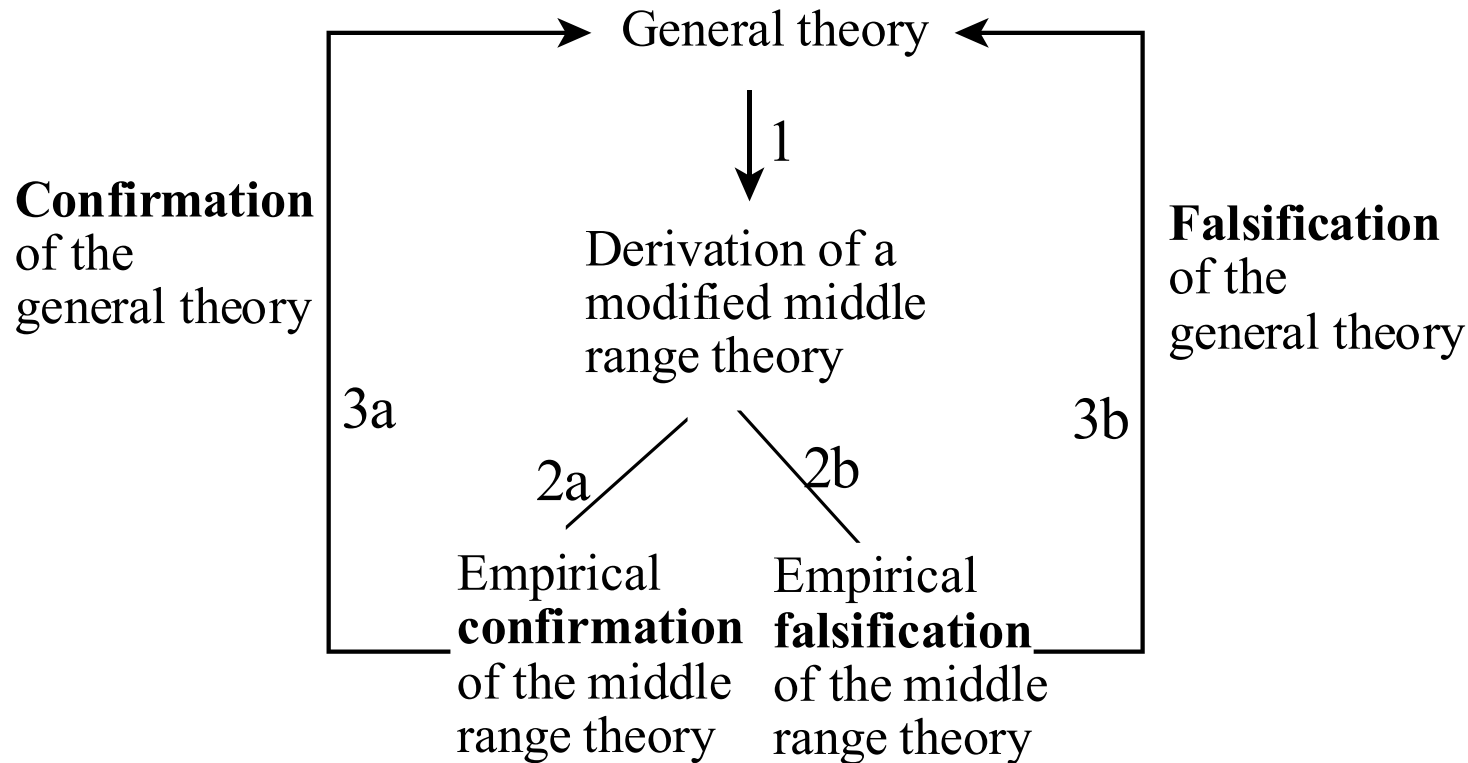 General theory
1
Confirmation
of the
general theory
Derivation of a
modified middle
range theory
Falsification
of the
general theory
3a
3b
2a
2b
Empirical
confirmation
of the middle
range theory
Empirical
falsification
of the middle
range theory